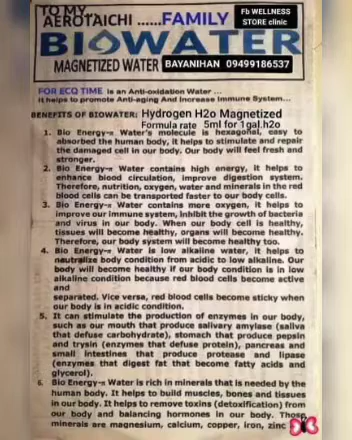 TO MY
AEROTAICHI ......FAMILY
Fb WELLNESS
STORE clinic
BIOWATER
MAGNETIZED WATER BAYANIHAN 09499186537
FOR ECQ TIME is an Anti-oxidation Water ...
It helps to promote Anti-aging And Increase Immune System...
BENEFITS OF BIOWATER: Hydrogen H2o Magnetized
Formula rate 5ml for 1gal.h2o
1. Bio Energy-π Water's molecule is hexagonal, easy to
absorbed the human body, it helps to stimulate and repair
the damaged cell in our body. Our body will feel fresh and
stronger.
2. Bio Energy-π Water contains high energy, it helps to
enhance blood circulation, improve digestion system.
Therefore, nutrition, oxygen, water and minerals in the red
blood cells can be transported faster to our body cells.
3. Bio Energy-π Water contains more oxygen, it helps to
improve our immune system, inhibit the growth of bacteria
and virus in our body. When our body cell is healthy,
tissues will become healthy, organs will become healthy.
Therefore, our body system will become healthy too.
4. Bio Energy-π Water is low alkaline water, it helps to
neutralize body condition from acidic to low alkaline. Our
body will become healthy if our body condition is in low
alkaline condition because red blood cells become active
and
separated. Vice versa, red blood cells become sticky when
our body is in acidic condition.
5. It can stimulate the production of enzymes in our body,
such as our mouth that produce salivary amylase (saliva
that defuse carbohydrate), stomach that produce pepsin
and trysin (enzymes that defuse protein), pancreas and
small intestines that produce protease and lipase
(enzymes that digest fat that become fatty acids and
glycerol).
6. Bio Energy-π Water is rich in minerals that is needed by the
human body. It helps to build muscles, bones and tissues
in our body. It helps to remove toxins (detoxification) from
our body and balancing hormones in our body. Those
minerals are magnesium, calcium, copper, iron, zinc